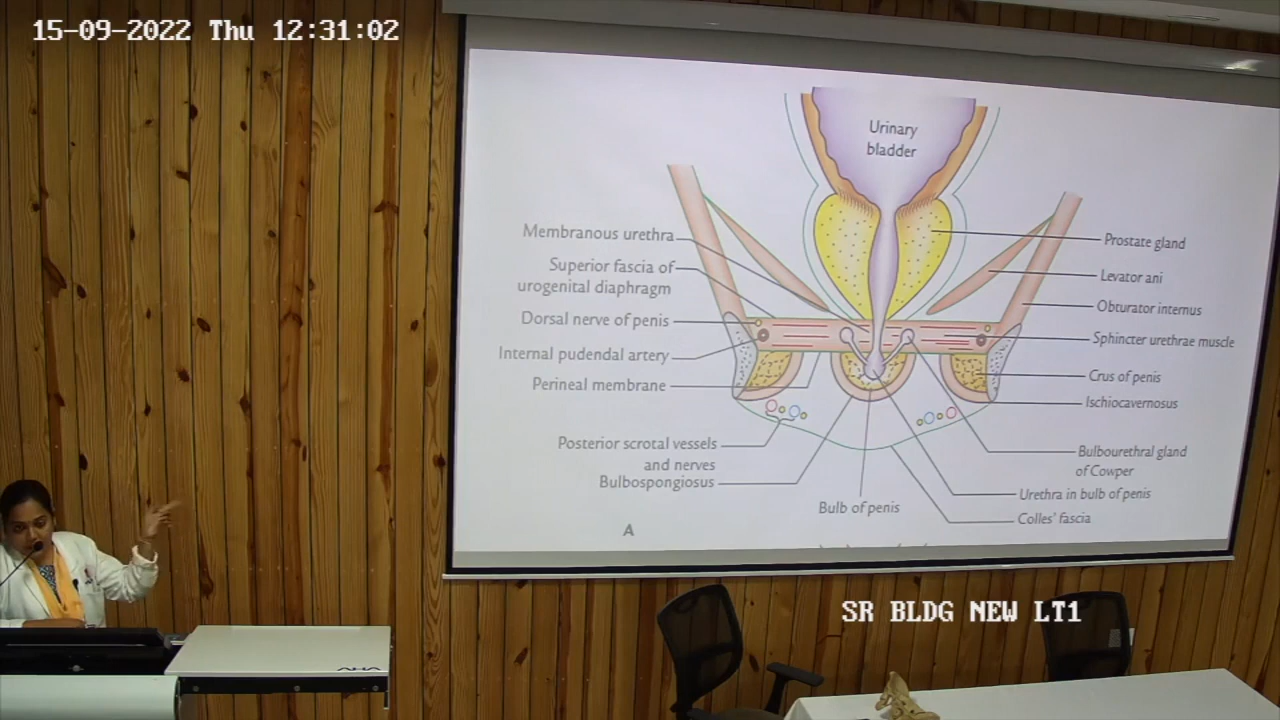 15-09-2022 Thu 12:31:02
Urinary
bladder
Membranous urethra
Superior fascia of
urogenital diaphragm
Dorsal nerve of penis
Internal pudendal artery
Perineal membrane
Posterior scrotal vessels
and nerves
Bulbospongiosus
Bulb of penis
A
Prostate gland
Levator ani
Obturator internus
Sphincter urethrae muscle
Crus of penis
Ischiocavernosus
Bulbourethral gland
of Cowper
Urethra in bulb of penis
Colles' fascia
SR BLDG NEW LT1